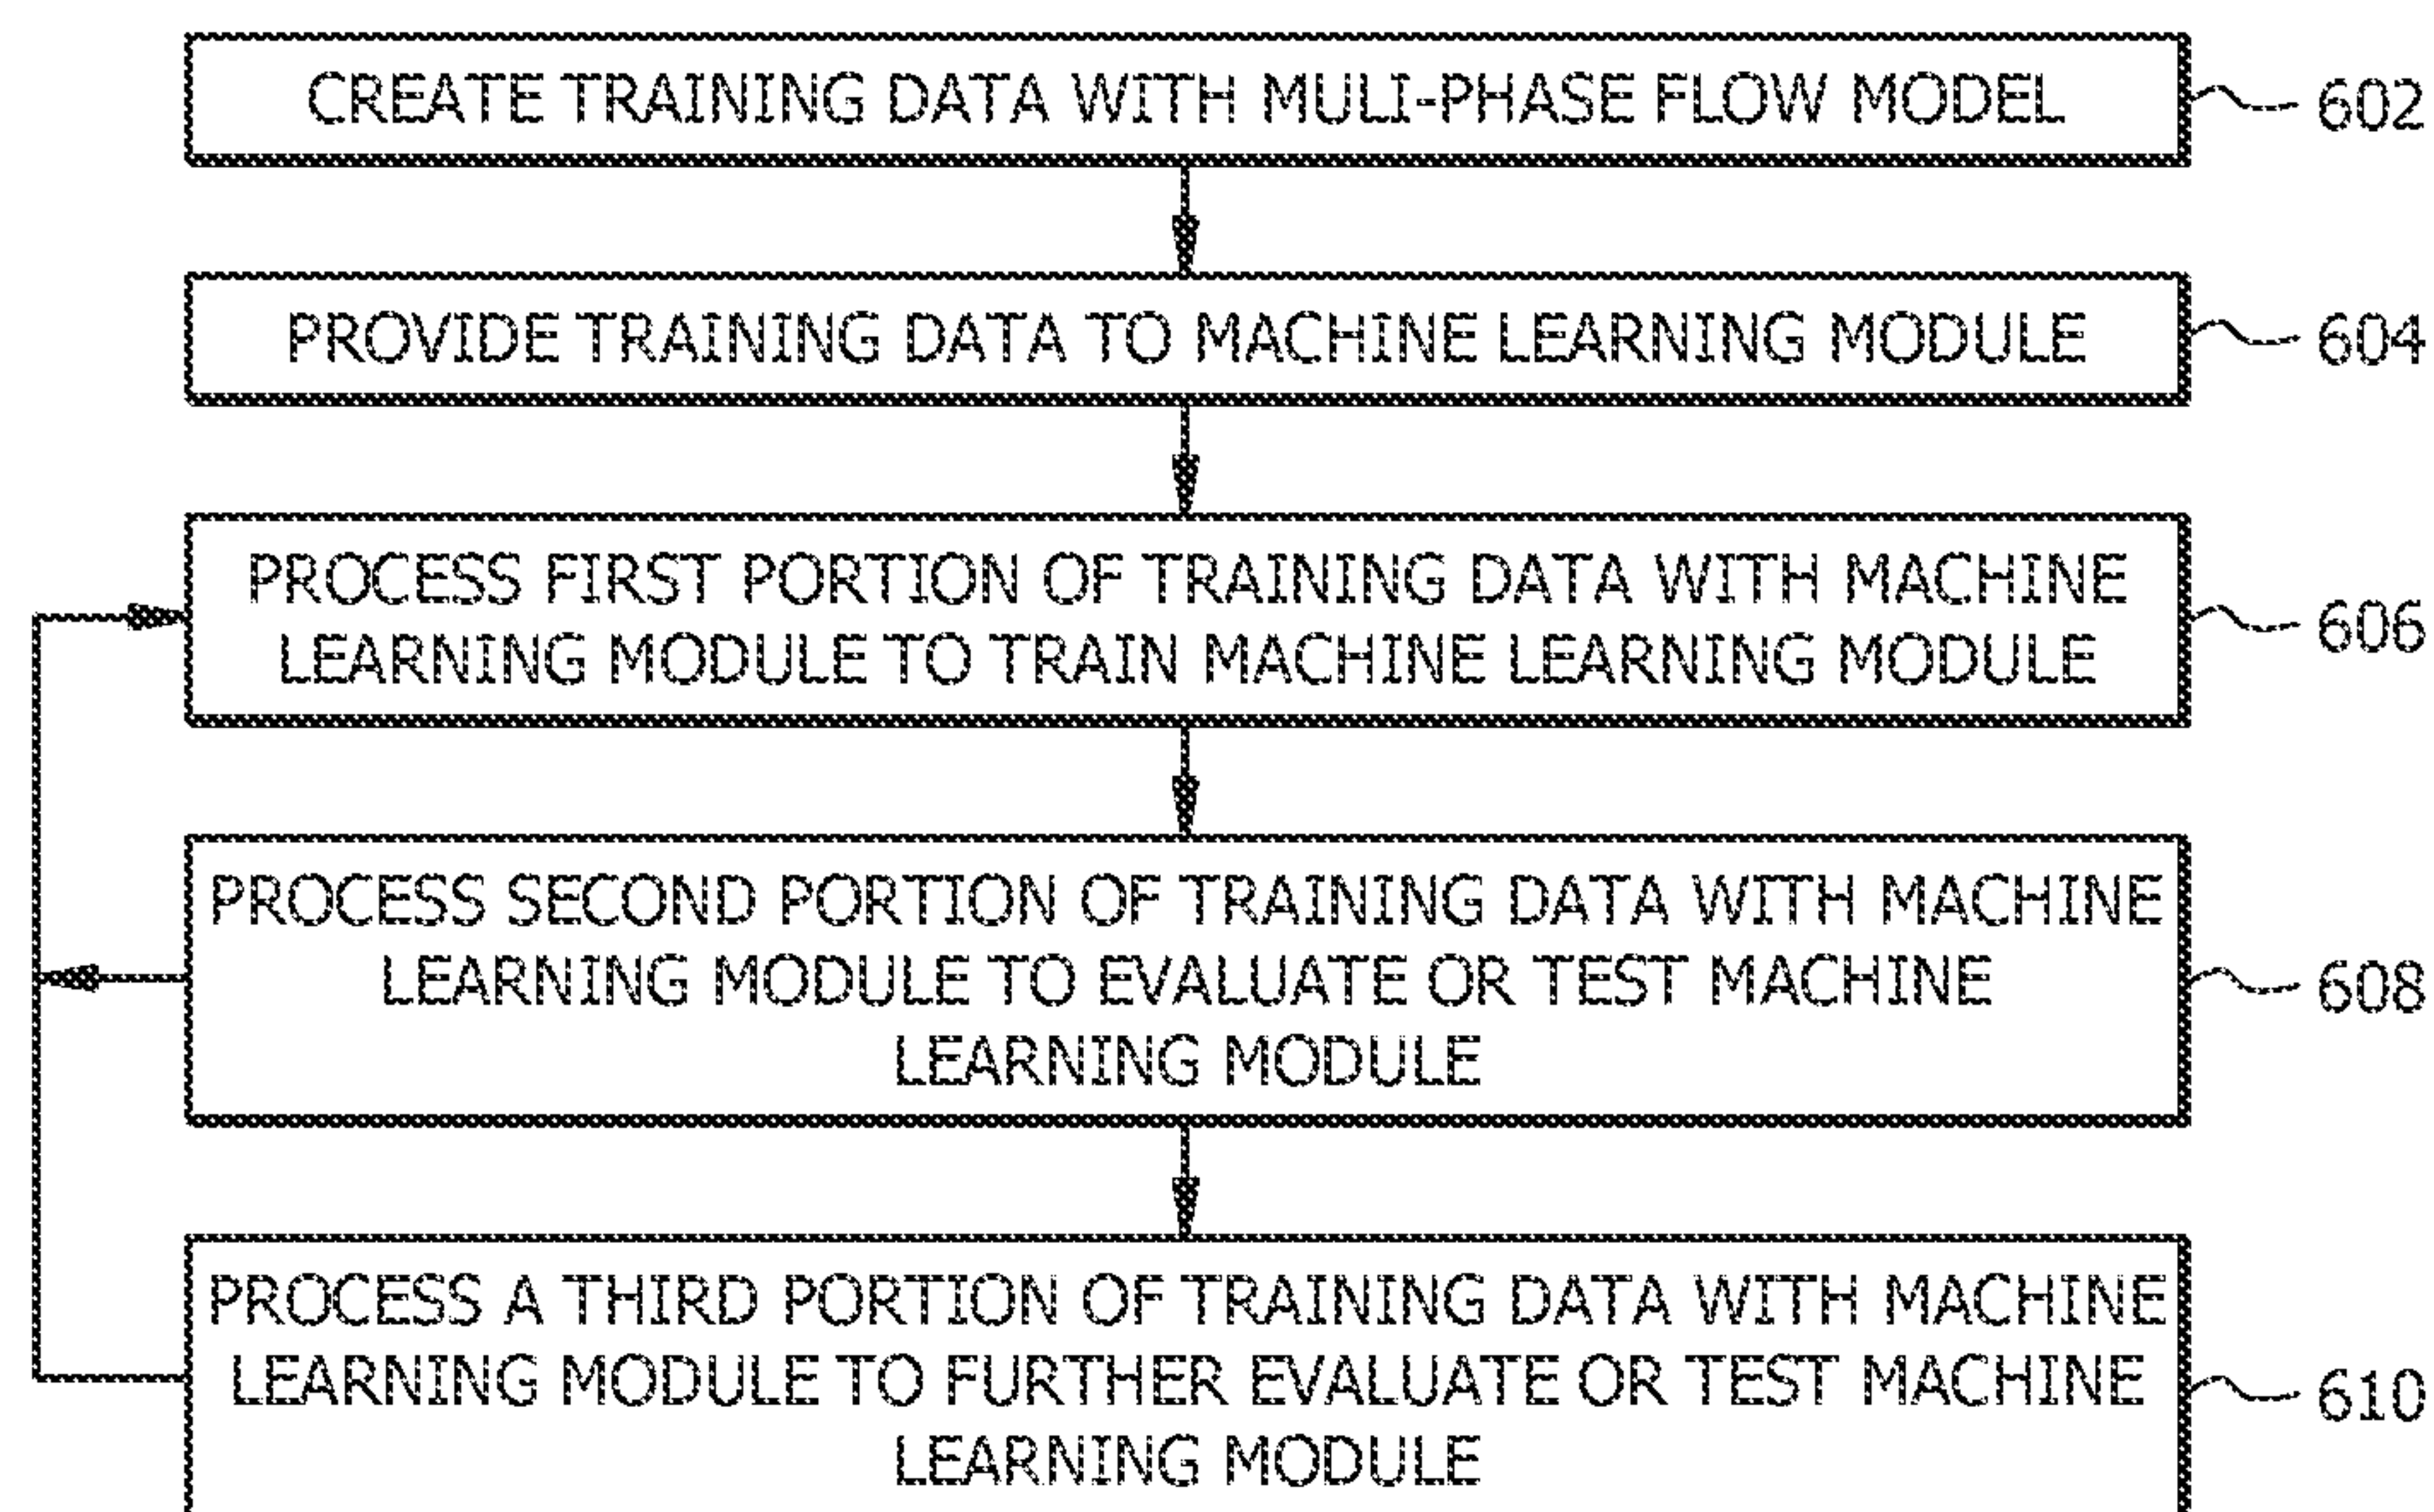 CREATE TRAINING DATA WITH MULI-PHASE FLOW MODEL
602
PROVIDE TRAINING DATA TO MACHINE LEARNING MODULE
604
PROCESS FIRST PORTION OF TRAINING DATA WITH MACHINE
LEARNING MODULE TO TRAIN MACHINE LEARNING MODULE
606
PROCESS SECOND PORTION OF TRAINING DATA WITH MACHINE
LEARNING MODULE TO EVALUATE OR TEST MACHINE
LEARNING MODULE
608
PROCESS A THIRD PORTION OF TRAINING DATA WITH MACHINE
LEARNING MODULE TO FURTHER EVALUATE OR TEST MACHINE
LEARNING MODULE
610